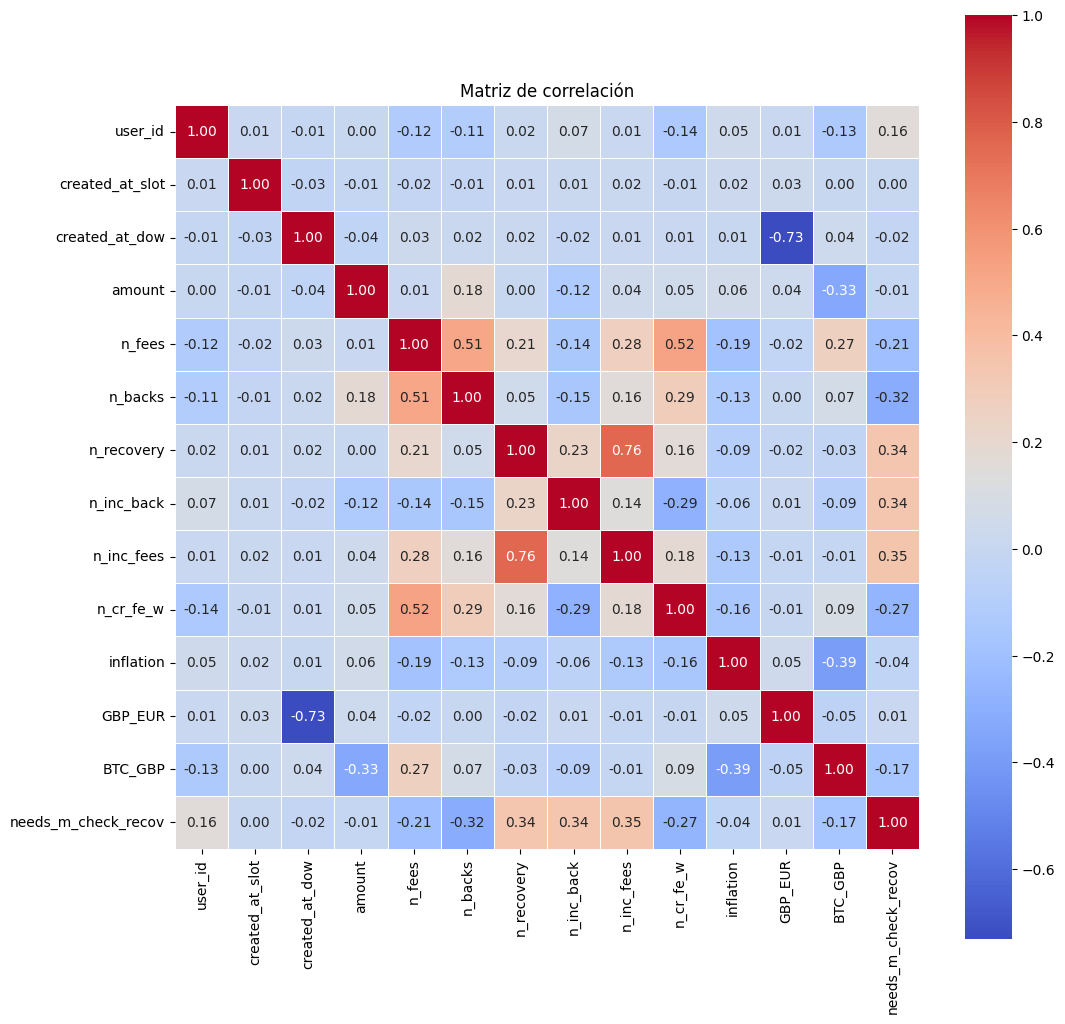 Matriz de correlación
user_id 1.00 0.01 -0.01 0.00 -0.12 -0.11 0.02 0.07 0.01 -0.14 0.05 0.01 -0.13 0.16
created_at_slot 0.01 1.00 -0.03 -0.01 -0.02 -0.01 0.01 0.01 0.02 -0.01 0.02 0.03 0.00 0.00
created_at_dow -0.01 -0.03 1.00 -0.04 0.03 0.02 0.02 -0.02 0.01 0.01 0.01 -0.73 0.04 -0.02
amount 0.00 -0.01 -0.04 1.00 0.01 0.18 0.00 -0.12 0.04 0.05 0.06 0.04 -0.33 -0.01
n_fees -0.12 -0.02 0.03 0.01 1.00 0.51 0.21 -0.14 0.28 0.52 -0.19 -0.02 0.27 -0.21
n_backs -0.11 -0.01 0.02 0.18 0.51 1.00 0.05 -0.15 0.16 0.29 -0.13 0.00 0.07 -0.32
n_recovery 0.02 0.01 0.02 0.00 0.21 0.05 1.00 0.23 0.76 0.16 -0.09 -0.02 -0.03 0.34
n_inc_back 0.07 0.01 -0.02 -0.12 -0.14 -0.15 0.23 1.00 0.14 -0.29 -0.06 0.01 -0.09 0.34
n_inc_fees 0.01 0.02 0.01 0.04 0.28 0.16 0.76 0.14 1.00 0.18 -0.13 -0.01 -0.01 0.35
n_cr_fe_w -0.14 -0.01 0.01 0.05 0.52 0.29 0.16 -0.29 0.18 1.00 -0.16 -0.01 0.09 -0.27
inflation 0.05 0.02 0.01 0.06 -0.19 -0.13 -0.09 -0.06 -0.13 -0.16 1.00 0.05 -0.39 -0.04
GBP_EUR 0.01 0.03 -0.73 0.04 -0.02 0.00 -0.02 0.01 -0.01 -0.01 0.05 1.00 -0.05 0.01
BTC_GBP -0.13 0.00 0.04 -0.33 0.27 0.07 -0.03 -0.09 -0.01 0.09 -0.39 -0.05 1.00 -0.17
needs_m_check_recov 0.16 0.00 -0.02 -0.01 -0.21 -0.32 0.34 0.34 0.35 -0.27 -0.04 0.01 -0.17 1.00
user_id
created_at_slot
created_at_dow
amount
n_fees
n_backs
n_recovery
n_inc_back
n_inc_fees
n_cr_fe_w
inflation
GBP_EUR
BTC_GBP
needs_m_check_recov
1.0
0.8
0.6
0.4
0.2
0.0
−0.2
−0.4
−0.6